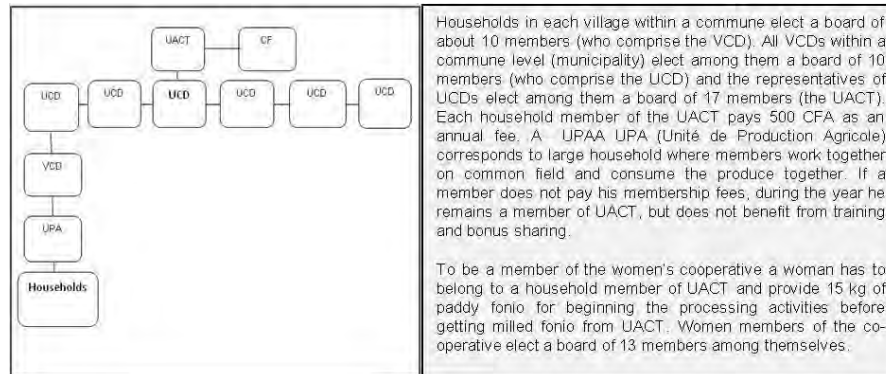 UACT CF
UCD UCD UCD UCD UCD UCD
VCD
UPA
Households
Households in each village within a commune elect a board of
about 10 members (who comprise the VCD). All VCDs within a
commune level (municipality) elect among them a board of 10
members (who comprise the UCD) and the representatives of
UCDs elect among them a board of 17 members (the UACT).
Each household member of the UACT pays 500 CFA as an
annual fee. A UPAA UPA (Unité de Production Agricole)
corresponds to large household where members work together
on common field and consume the produce together. If a
member does not pay his membership fees, during the year he
remains a member of UACT, but does not benefit from training
and bonus sharing.
To be a member of the women's cooperative a woman has to
belong to a household member of UACT and provide 15 kg of
paddy fonio for beginning the processing activities before
getting milled fonio from UACT. Women members of the co-
operative elect a board of 13 members among themselves.